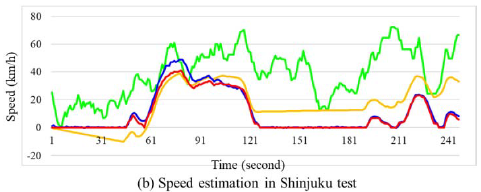 80
60
40
20
0
-20
Speed (km/h)
1 31 61 91 121 151 181 211 241
Time (second)
(b) Speed estimation in Shinjuku test